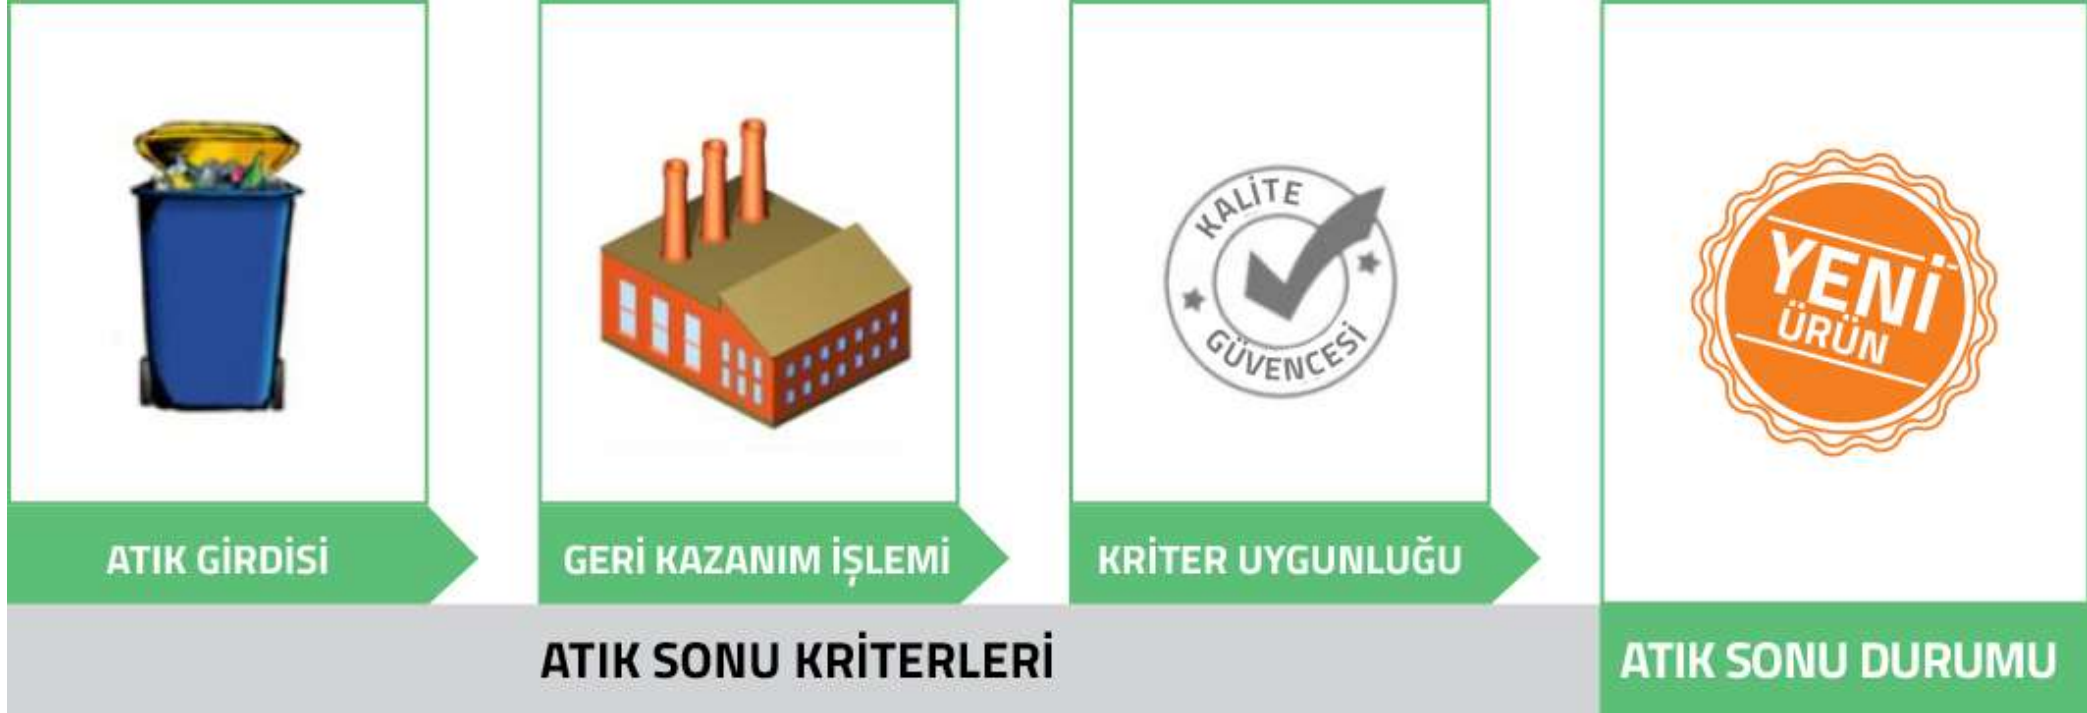 KALİTE
GÜVENCESİ
YENİ
ÜRÜN
ATIK GİRDİSİ
GERİ KAZANIM İŞLEMİ
KRİTER UYGUNLUĞU
ATIK SONU KRİTERLERİ
ATIK SONU DURUMU